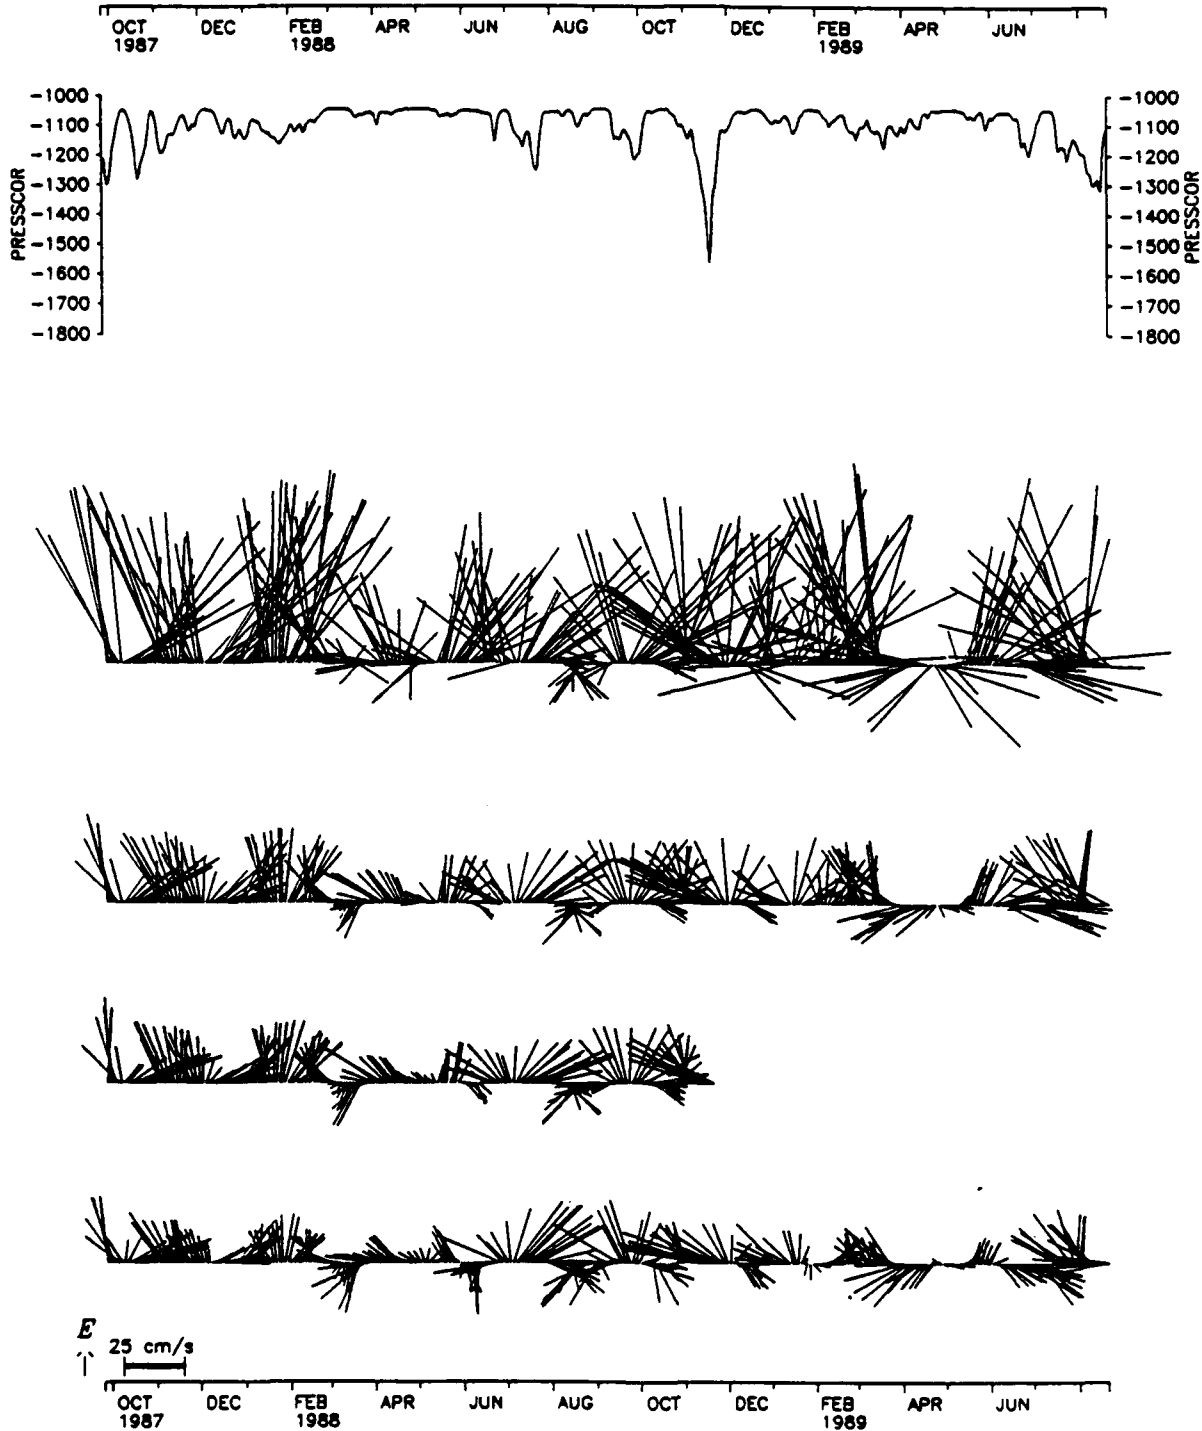 OCT DEC FEB APR JUN AUG OCT DEC FEB APR JUN
1987 1988 1989
-1000 -1000
-1100 -1100
-1200 -1200
-1300 -1300
-1400 -1400
-1500 -1500
-1600 -1600
-1700 -1700
-1800 -1800
PRESSCOR
PRESSCOR
E
25 cm/s
OCT DEC FEB APR JUN AUG OCT DEC FEB APR JUN
1987 1988 1989